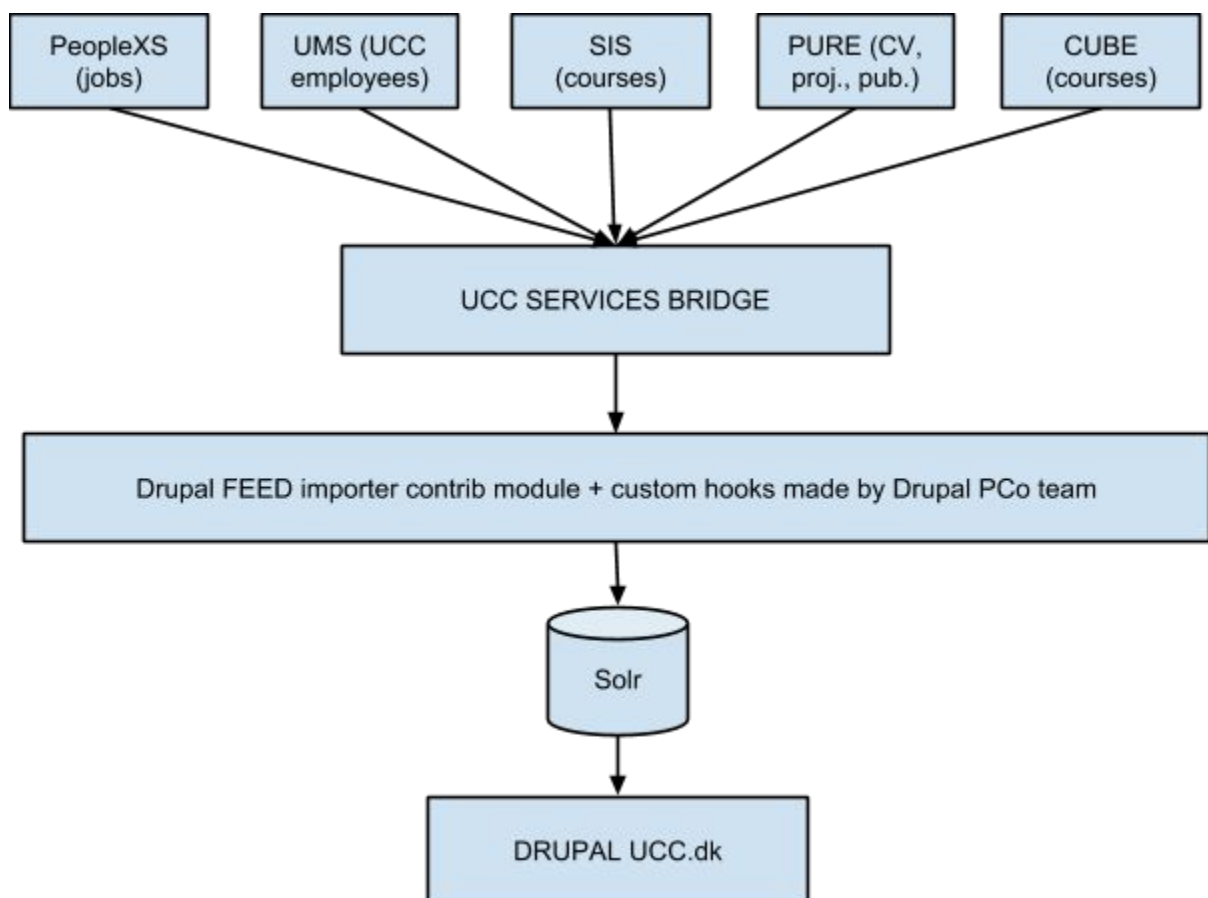 PeopleXS
(jobs)
UMS (UCC
employees)
SIS
(courses)
PURE (CV,
proj., pub.)
CUBE
(courses)
UCC SERVICES BRIDGE
Drupal FEED importer contrib module + custom hooks made by Drupal PCo team
Solr
DRUPAL UCC.dk